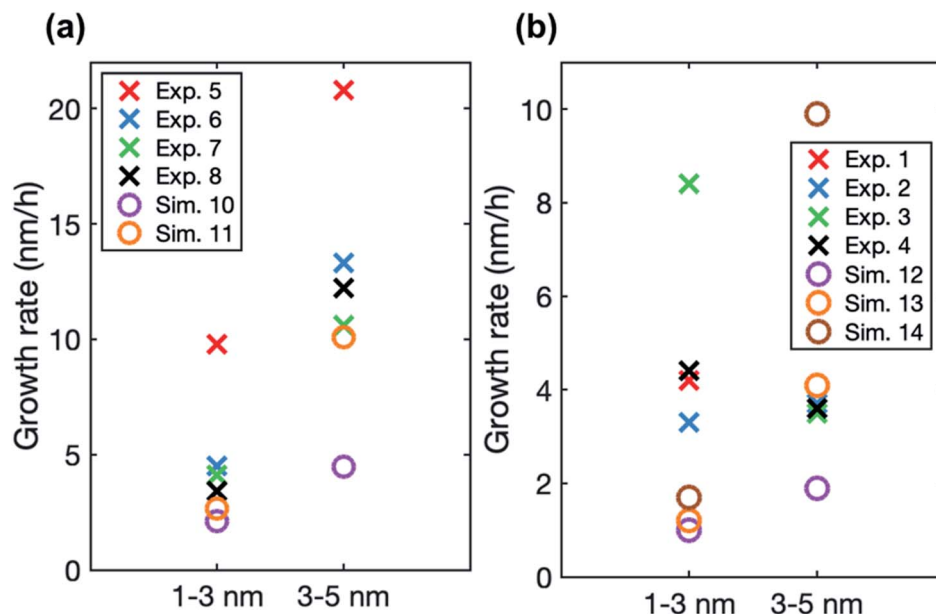 (a)
Growth rate (nm/h)
20
15
10
5
0
Exp. 5
Exp. 6
Exp. 7
Exp. 8
Sim. 10
Sim. 11
1-3 nm 3-5 nm
(b)
Growth rate (nm/h)
10
8
6
4
2
0
Exp. 1
Exp. 2
Exp. 3
Exp. 4
Sim. 12
Sim. 13
Sim. 14
1-3 nm 3-5 nm